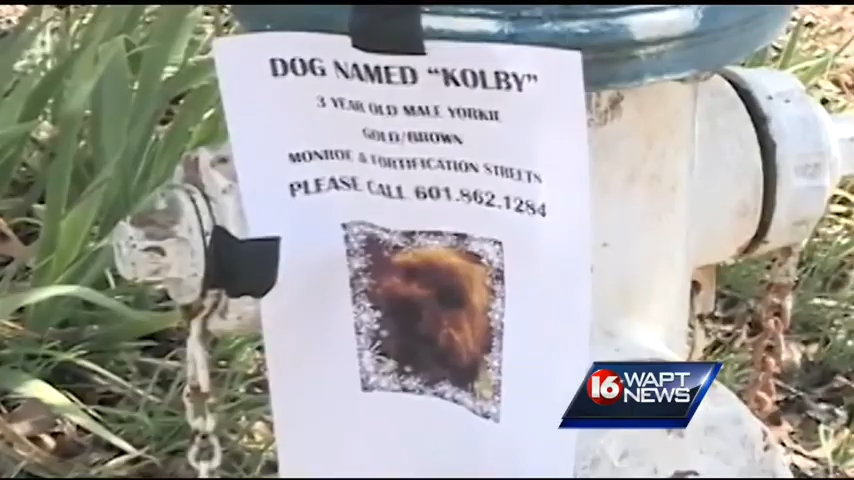 DOG NAMED "KOLBY"
3 YEAR OLD MALE YORKIE
GOLD/BROWN
MONROE & FORTIFICATION STREETS
PLEASE CALL 601.862.1284
16 WAPT
NEWS